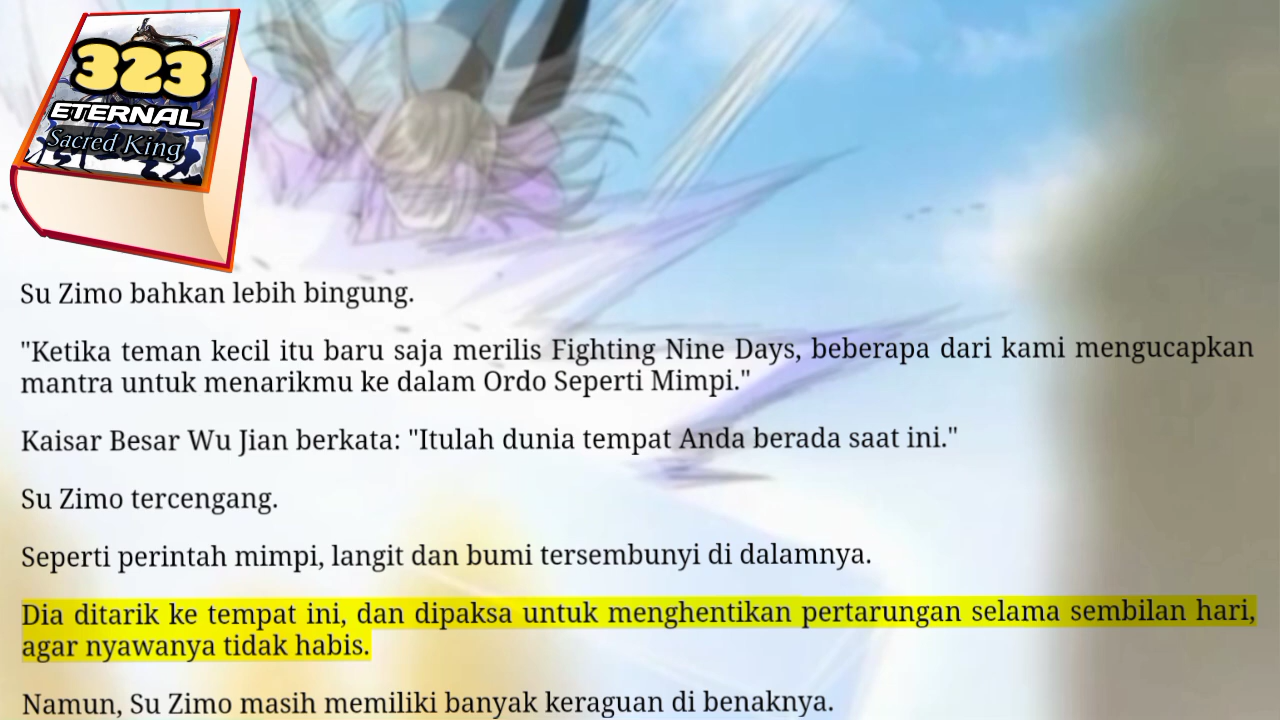 323
ETERNAL
Sacred King
Su Zimo bahkan lebih bingung.
"Ketika teman kecil itu baru saja merilis Fighting Nine Days, beberapa dari kami mengucapkan
mantra untuk menarikmu ke dalam Ordo Seperti Mimpi."
Kaisar Besar Wu Jian berkata: "Itulah dunia tempat Anda berada saat ini."
Su Zimo tercengang.
Seperti perintah mimpi, langit dan bumi tersembunyi di dalamnya.
Dia ditarik ke tempat ini, dan dipaksa untuk menghentikan pertarungan selama sembilan hari,
agar nyawanya tidak habis.
Namun, Su Zimo masih memiliki banyak keraguan di benaknya.